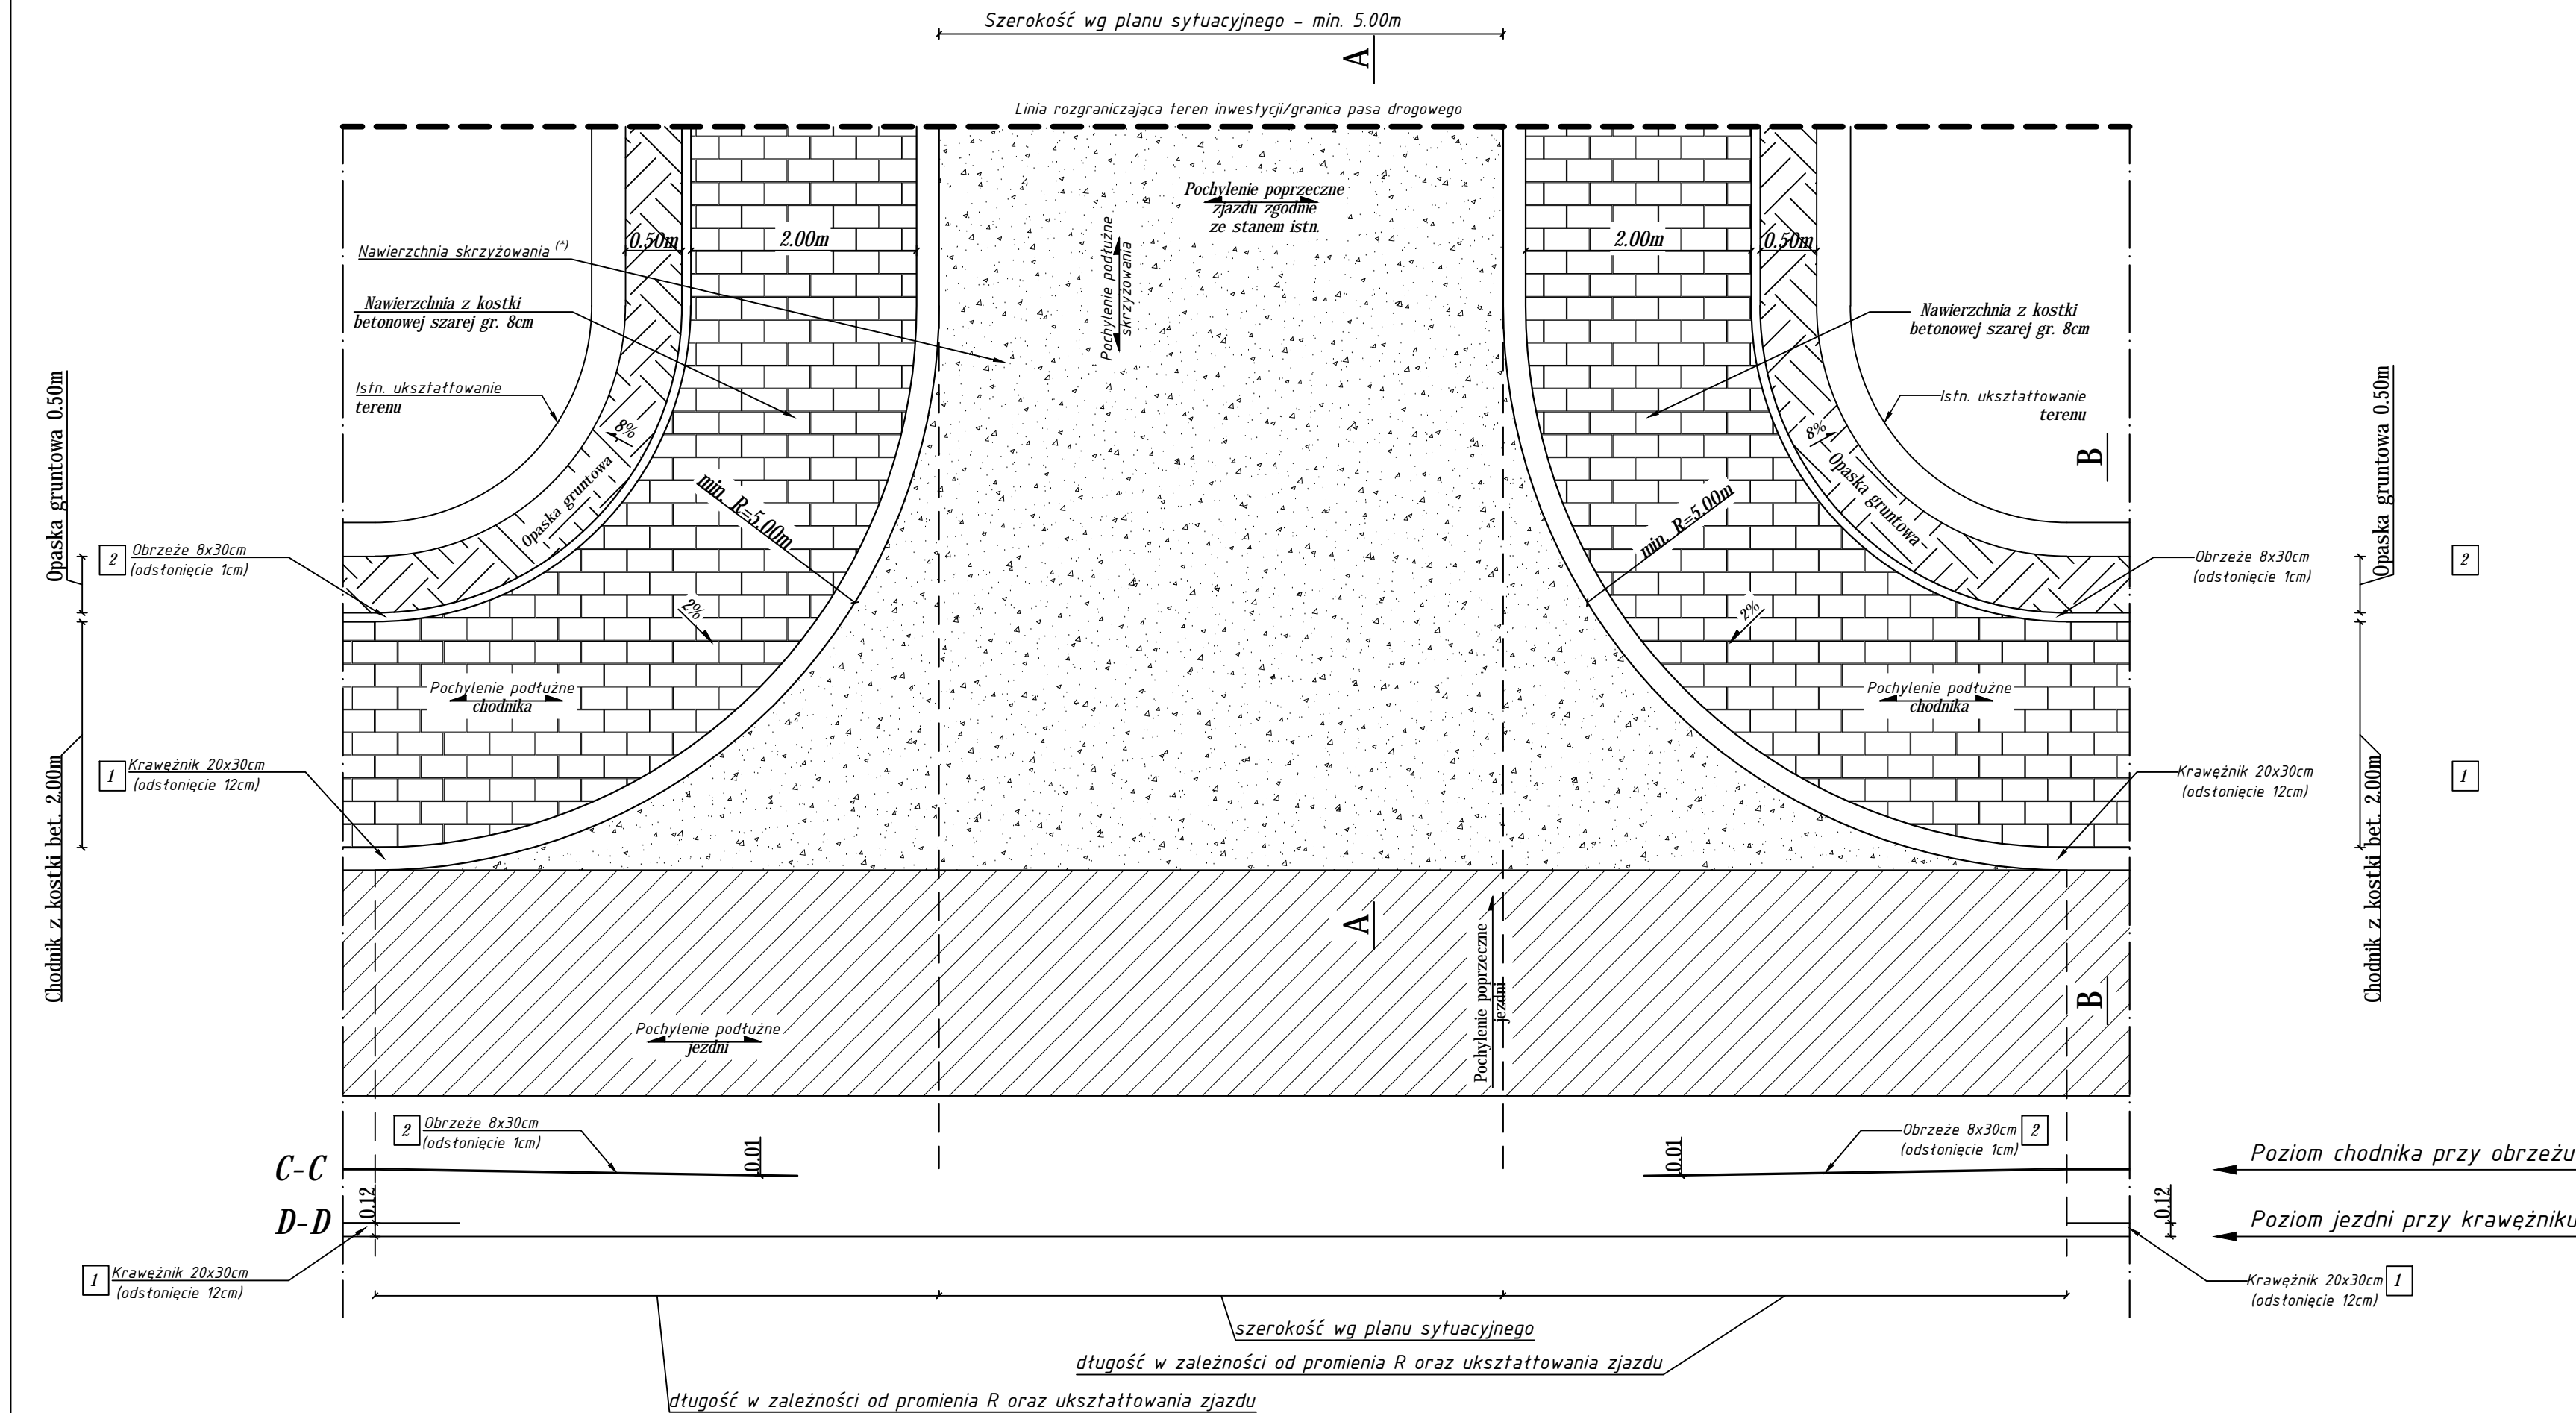 Szerokość wg planu sytuacyjnego - min. 5.00m
A
Linia rozgraniczająca teren inwestycji/granica pasa drogowego
Pochylenie poprzeczne
zjazdu zgodnie
ze stanem istn.
Pochylenie podłużne
skrzyżowania
0.50m
2.00m
2.00m
0.50m
Nawierzchnia skrzyżowania (*)
Nawierzchnia z kostki
betonowej szarej gr. 8cm
Nawierzchnia z kostki
betonowej szarej gr. 8cm
Istn. ukształtowanie
terenu
Istn. ukształtowanie
terenu
8%
Opaska gruntowa
8%
Opaska gruntowa
B
Opaska gruntowa 0.50m
Opaska gruntowa 0.50m
min. R=5.00m
min. R=5.00m
2 Obrzeże 8x30cm
(odsłonięcie 1cm)
Obrzeże 8x30cm
(odsłonięcie 1cm)
2
2%
2%
Pochylenie podłużne
chodnika
Pochylenie podłużne
chodnika
1 Krawężnik 20x30cm
(odsłonięcie 12cm)
Krawężnik 20x30cm
(odsłonięcie 12cm)
1
Chodnik z kostki bet. 2.00m
Chodnik z kostki bet. 2.00m
A
Pochylenie poprzeczne
jezdni
B
Pochylenie podłużne
jezdni
2 Obrzeże 8x30cm
(odsłonięcie 1cm)
0.01
0.01
Obrzeże 8x30cm 2
(odsłonięcie 1cm)
C-C
Poziom chodnika przy obrzeżu
0.12
0.12
D-D
Poziom jezdni przy krawężniku
1 Krawężnik 20x30cm
(odsłonięcie 12cm)
Krawężnik 20x30cm 1
(odsłonięcie 12cm)
szerokość wg planu sytuacyjnego
długość w zależności od promienia R oraz ukształtowania zjazdu
długość w zależności od promienia R oraz ukształtowania zjazdu